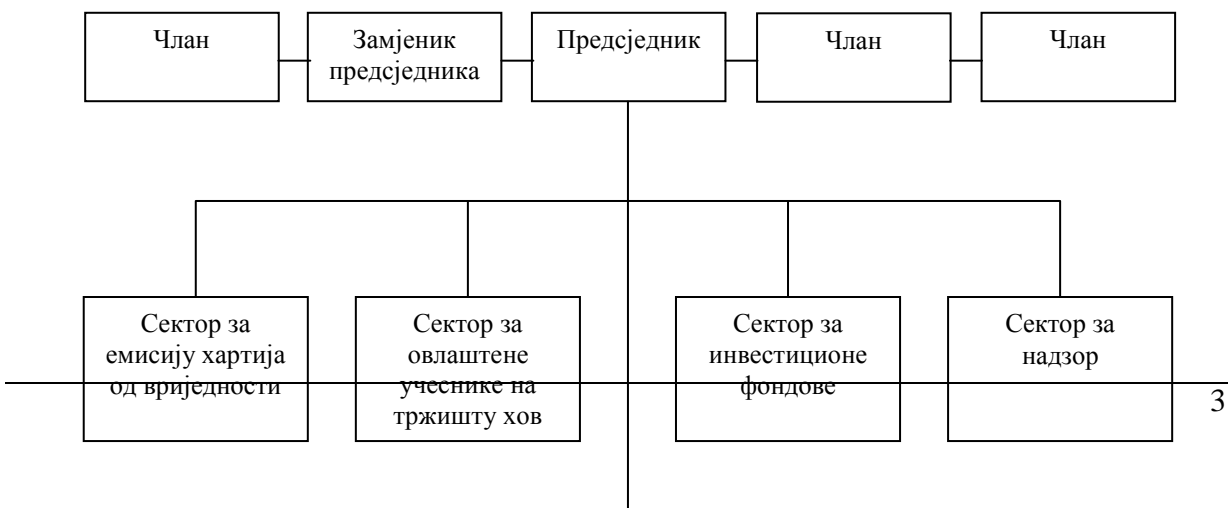 Члан
Замјеник
предсједника
Предсједник
Члан
Члан
Сектор за
емисију хартија
од вриједности
Сектор за
овлаштене
учеснике на
тржишту хов
Сектор за
инвестиционе
фондове
Сектор за
надзор
3